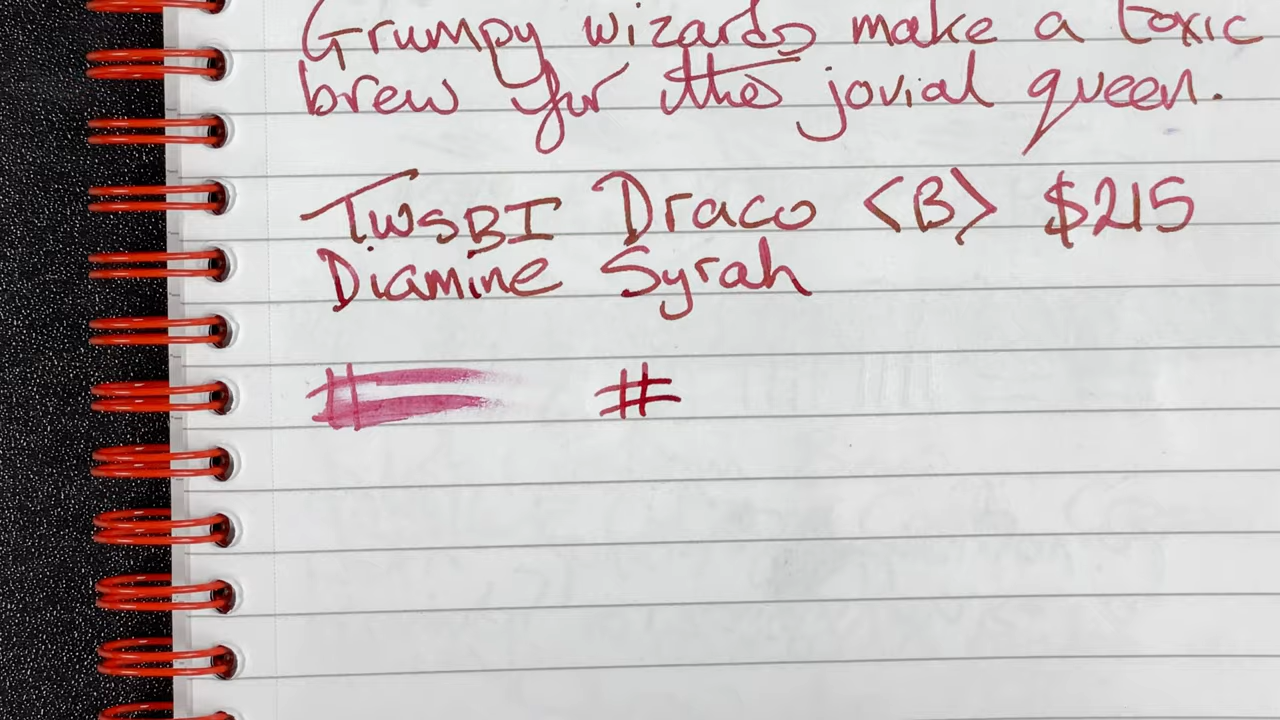 Grumpy wizards make a toxic
brew for the jovial queen.
TWSBI Draco <B> $215
Diamine Syrah
# #